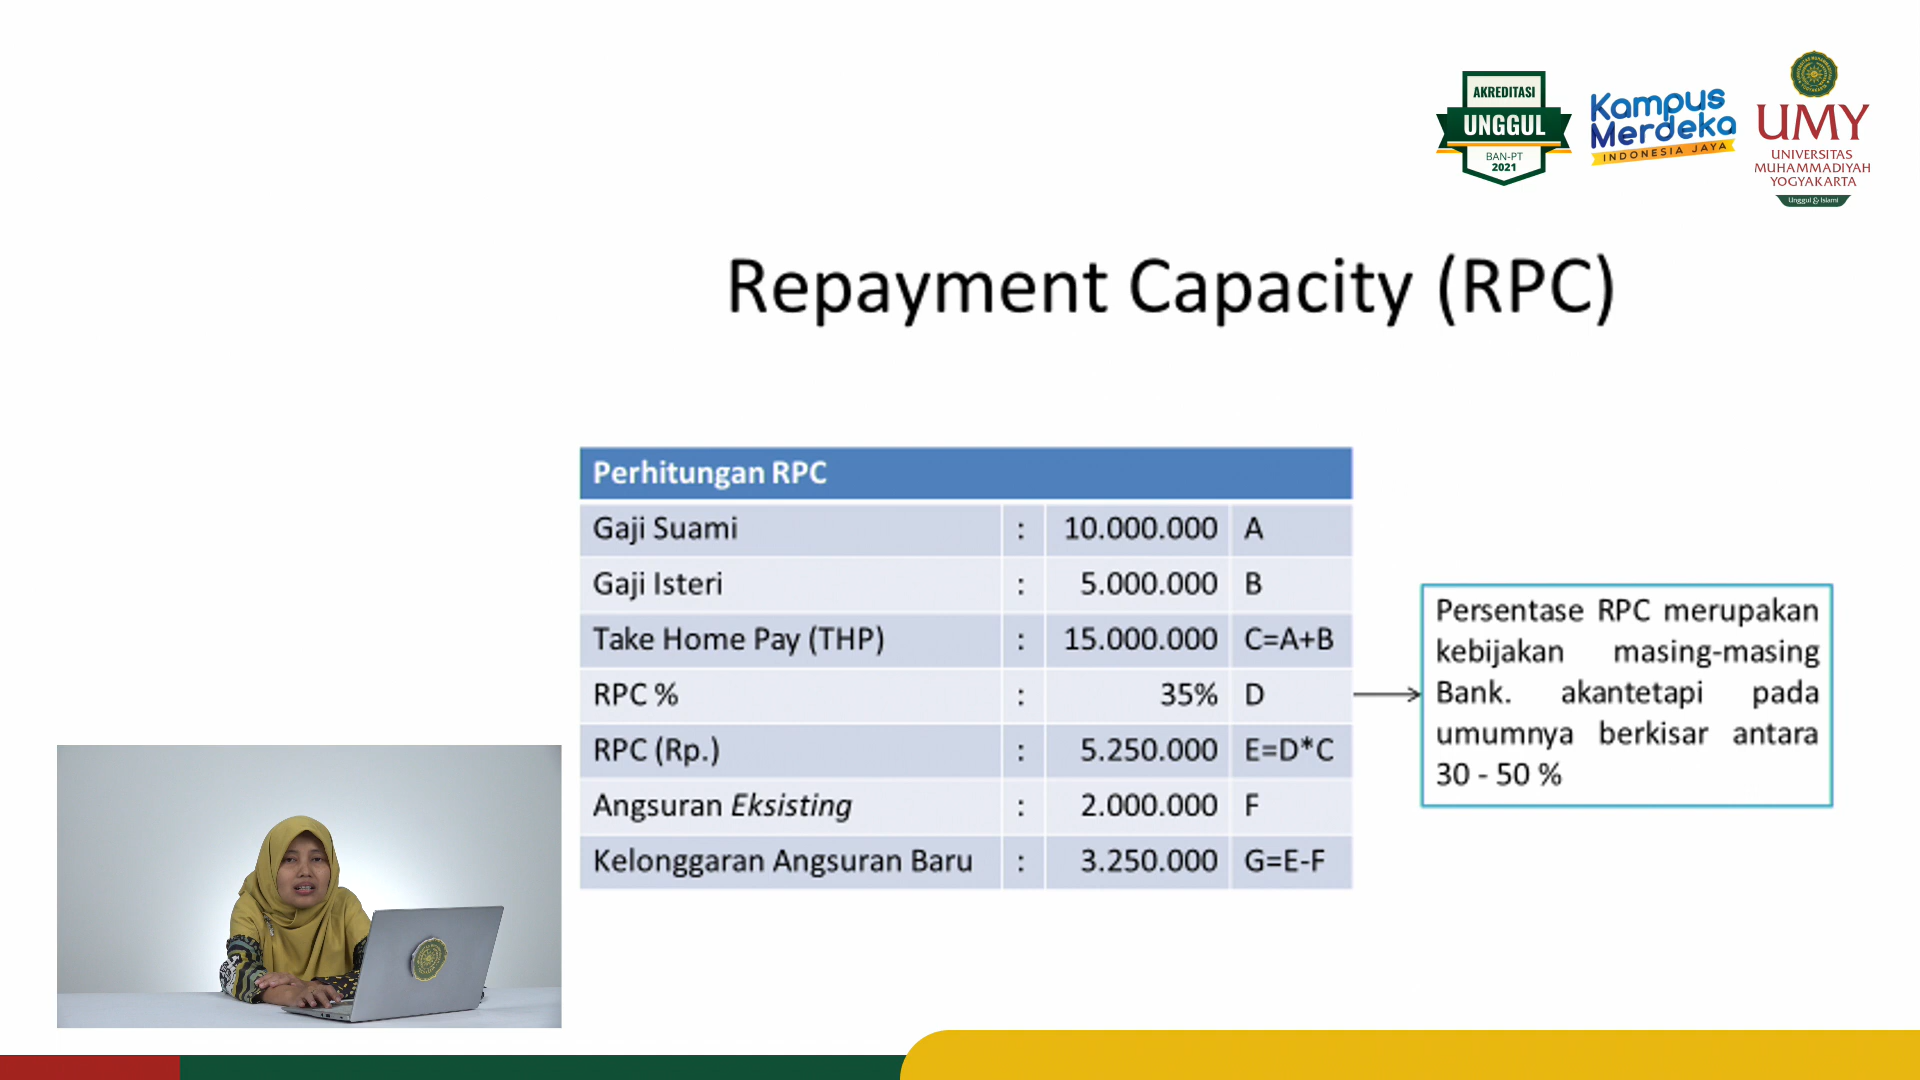 AKREDITASI
UNGGUL
BAN-PT
2021
Kampus
Merdeka
INDONESIA JAYA
UMY
UNIVERSITAS
MUHAMMADIYAH
YOGYAKARTA
Unggul & Islami
Repayment Capacity (RPC)
Perhitungan RPC
Gaji Suami : 10.000.000 A
Gaji Isteri : 5.000.000 B
Take Home Pay (THP) : 15.000.000 C=A+B
RPC % : 35% D
RPC (Rp.) : 5.250.000 E=D*C
Angsuran Eksisting : 2.000.000 F
Kelonggaran Angsuran Baru : 3.250.000 G=E-F
Persentase RPC merupakan
kebijakan masing-masing
Bank. akantetapi pada
umumnya berkisar antara
30 - 50 %